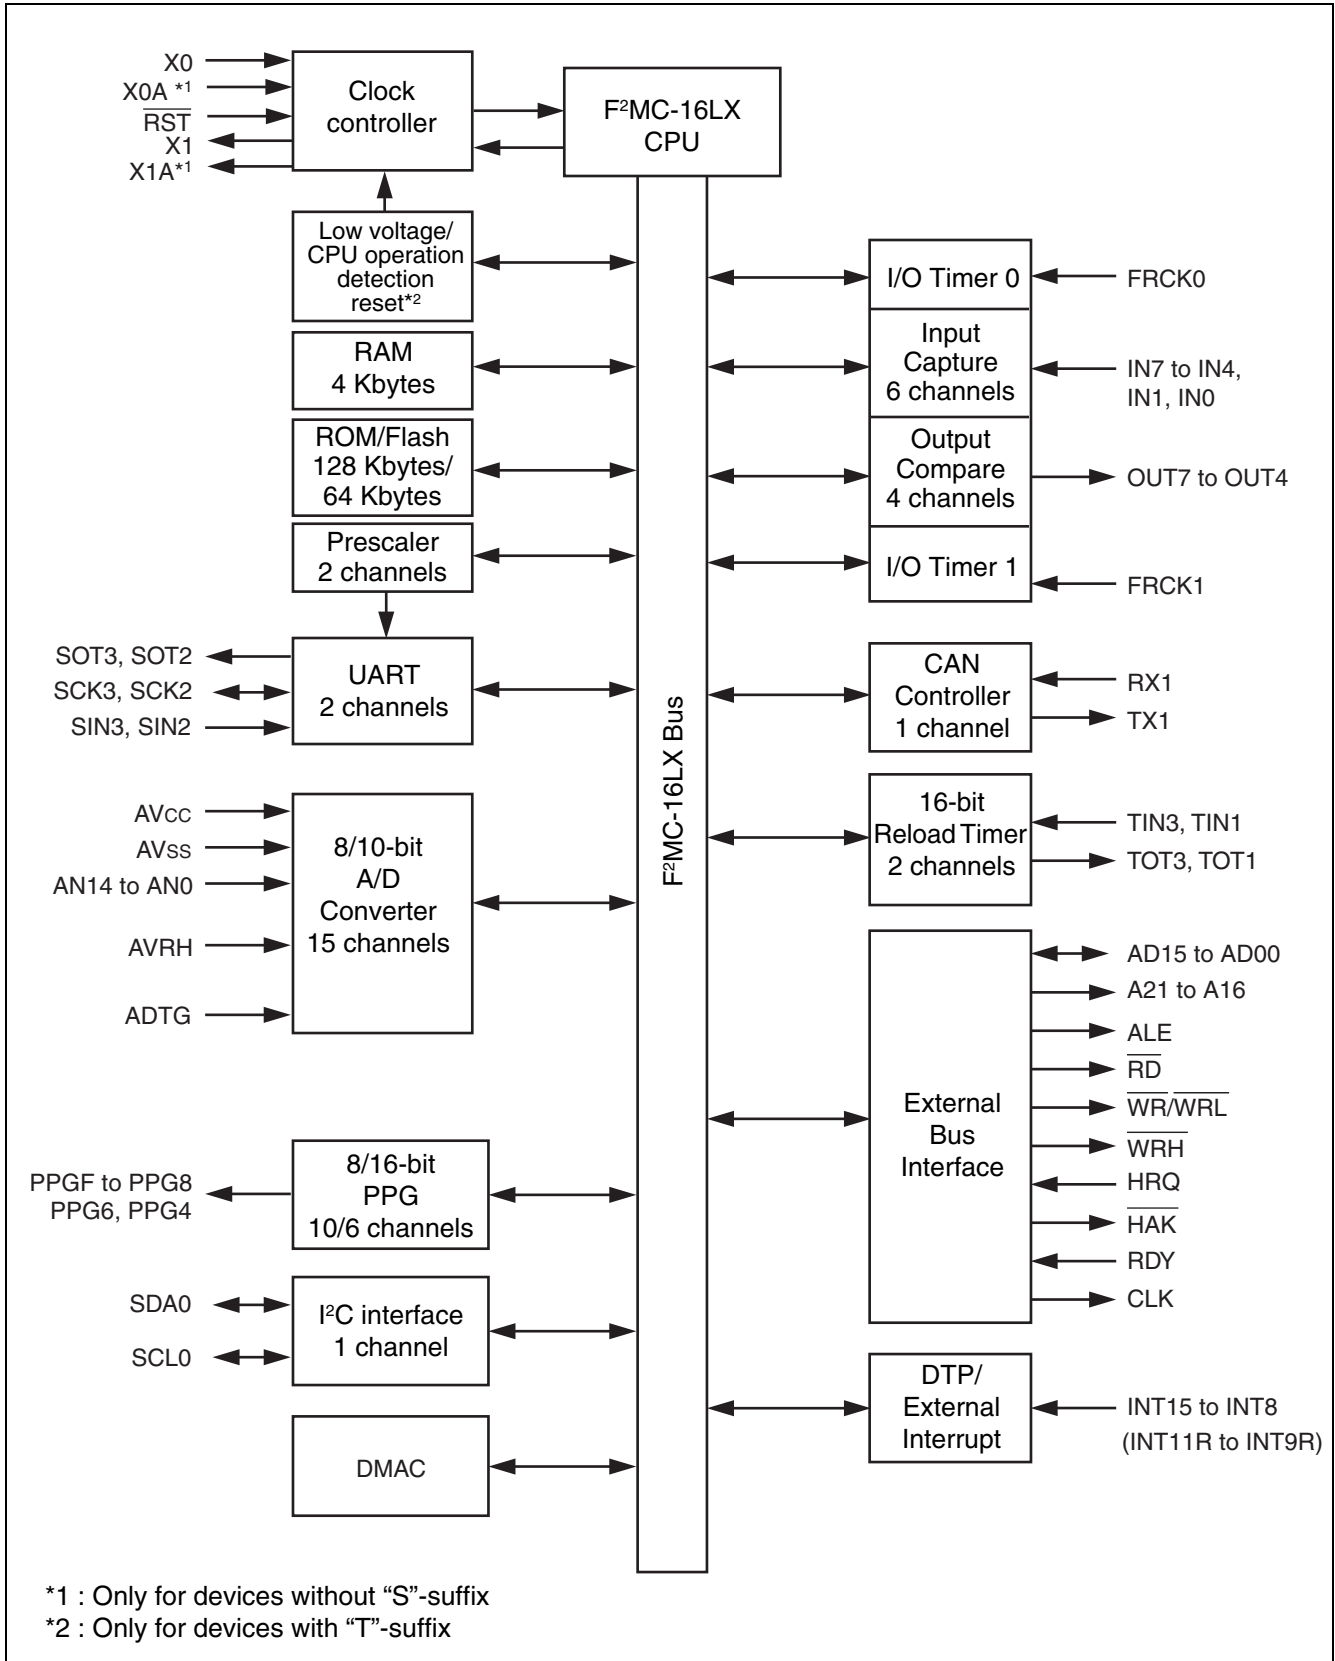 X0
X0A *1
RST
X1
X1A*1
Clock
controller
F²MC-16LX
CPU
Low voltage/
CPU operation
detection
reset*2
RAM
4 Kbytes
ROM/Flash
128 Kbytes/
64 Kbytes
Prescaler
2 channels
SOT3, SOT2
SCK3, SCK2
SIN3, SIN2
UART
2 channels
AVCC
AVSS
AN14 to AN0
AVRH
ADTG
8/10-bit
A/D
Converter
15 channels
PPGF to PPG8
PPG6, PPG4
8/16-bit
PPG
10/6 channels
SDA0
SCL0
I²C interface
1 channel
DMAC
F²MC-16LX Bus
I/O Timer 0
FRCK0
Input
Capture
6 channels
IN7 to IN4,
IN1, IN0
Output
Compare
4 channels
OUT7 to OUT4
I/O Timer 1
FRCK1
CAN
Controller
1 channel
RX1
TX1
16-bit
Reload Timer
2 channels
TIN3, TIN1
TOT3, TOT1
External
Bus
Interface
AD15 to AD00
A21 to A16
ALE
RD
WR/WRL
WRH
HRQ
HAK
RDY
CLK
DTP/
External
Interrupt
INT15 to INT8
(INT11R to INT9R)
*1 : Only for devices without “S”-suffix
*2 : Only for devices with “T”-suffix